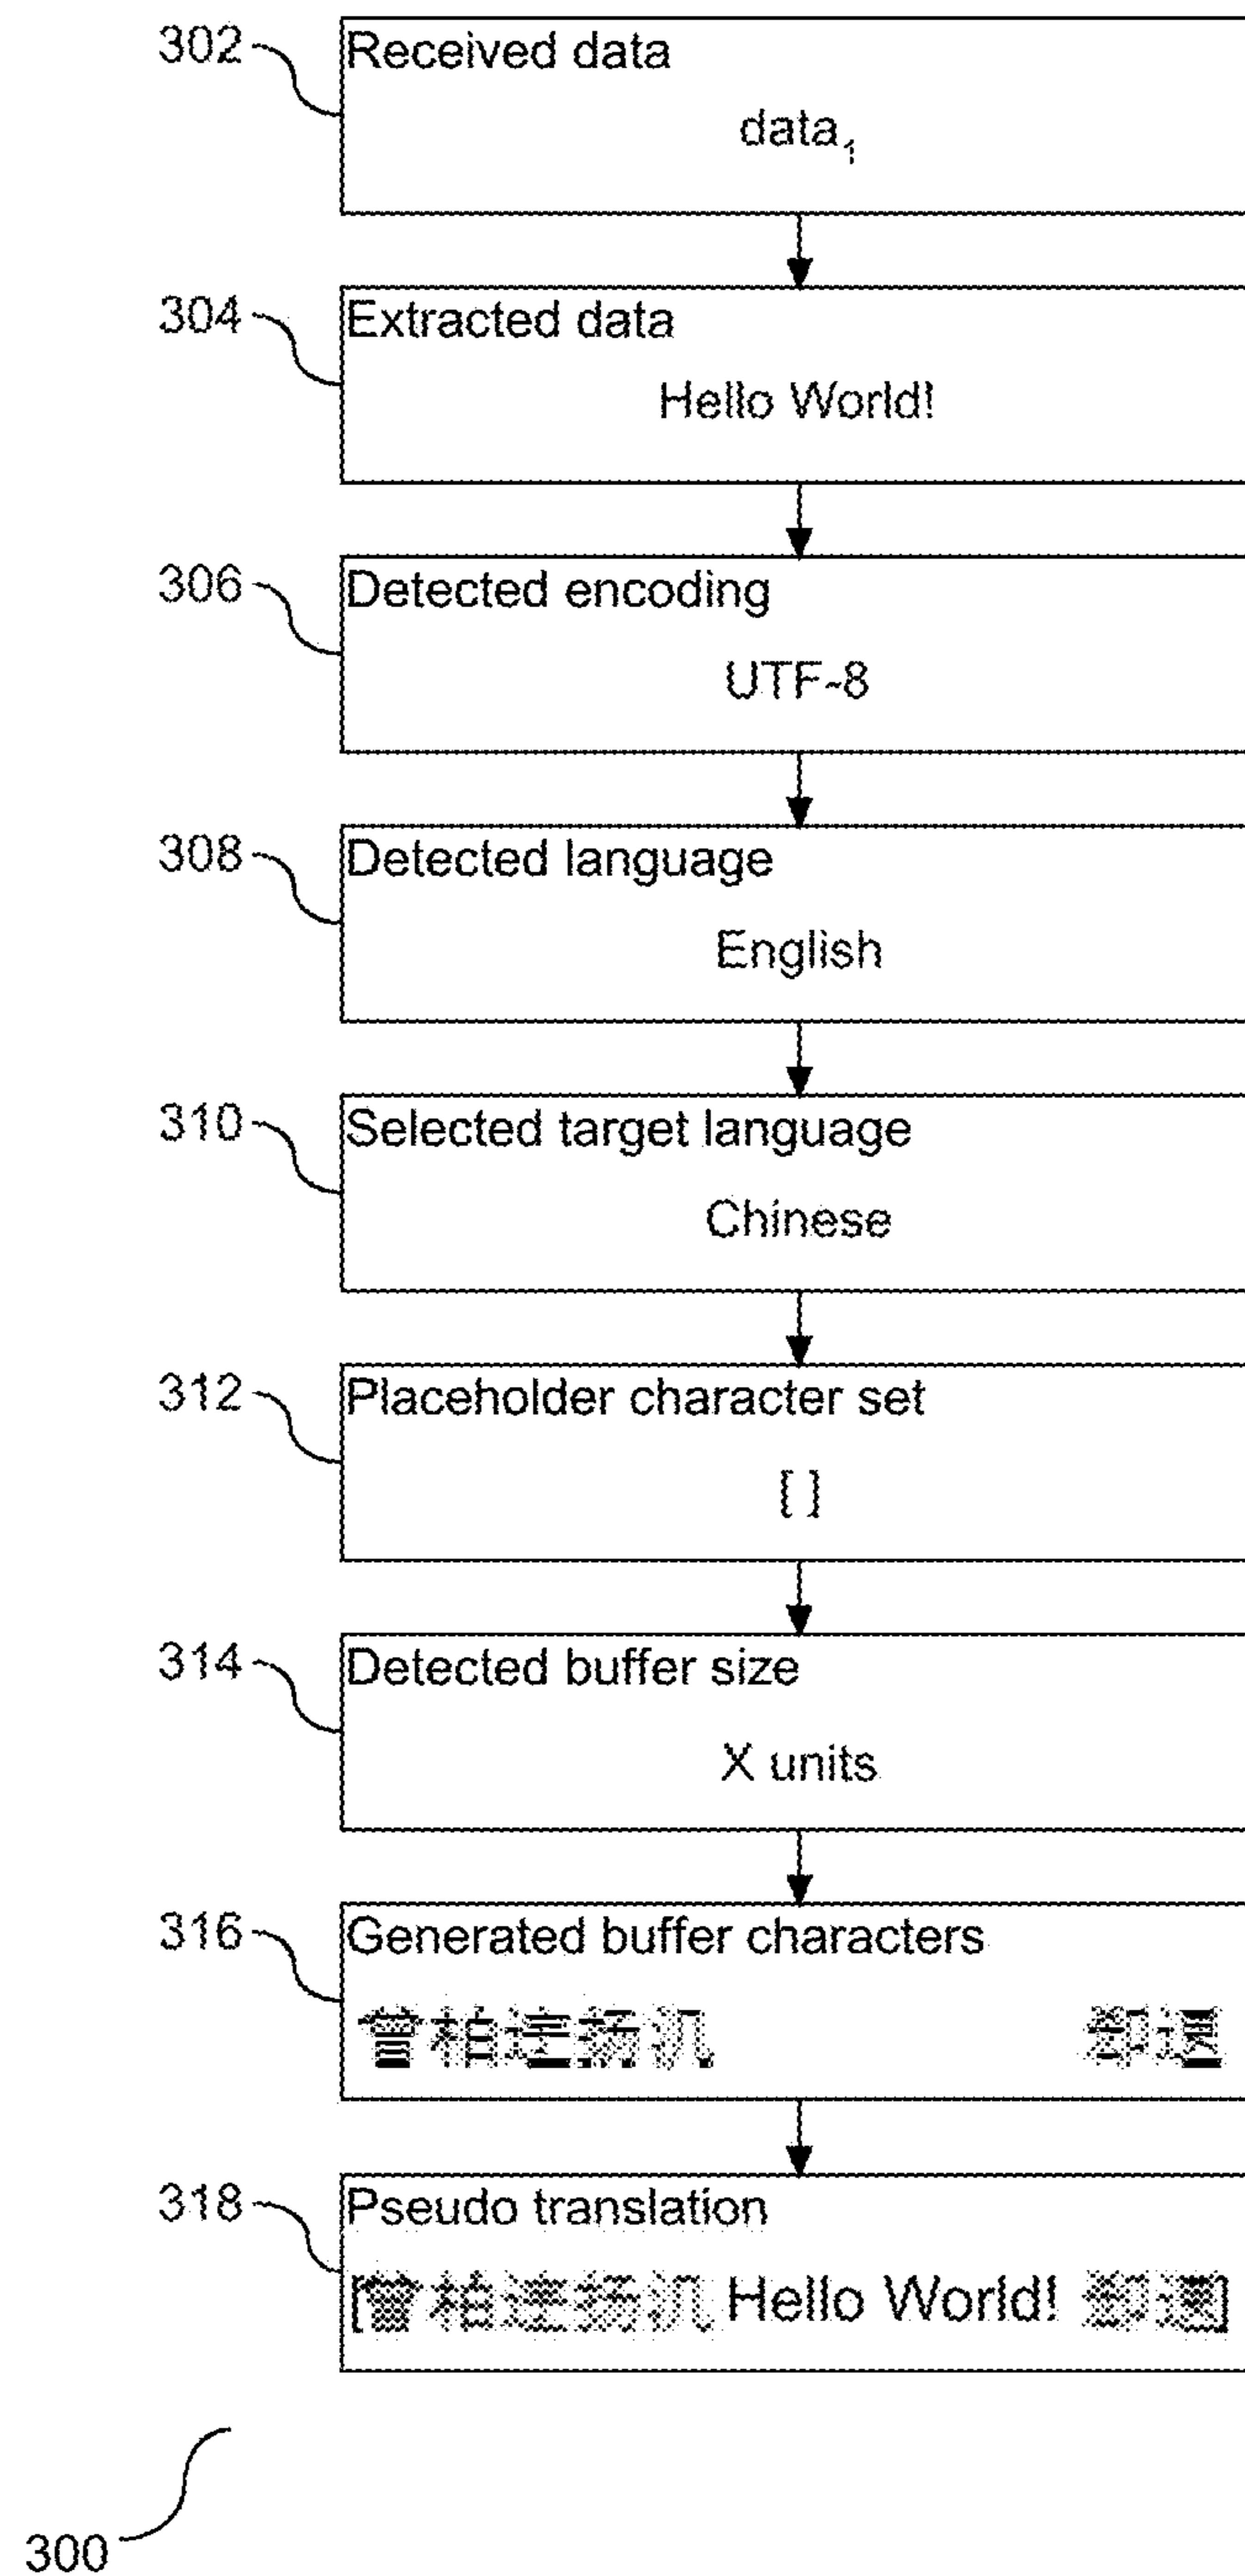 302
Received data
data₁
304
Extracted data
Hello World!
306
Detected encoding
UTF-8
308
Detected language
English
310
Selected target language
Chinese
312
Placeholder character set
[ ]
314
Detected buffer size
X units
316
Generated buffer characters
318
Pseudo translation
Hello World!
300